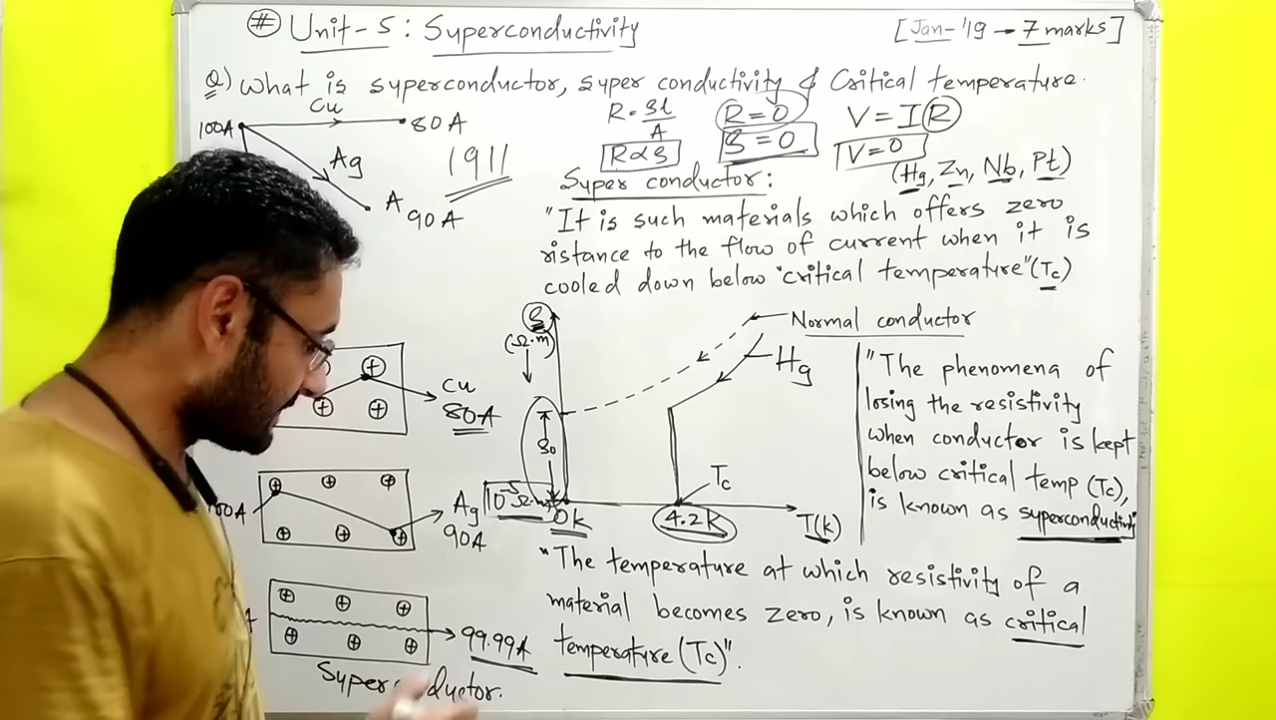 # Unit-5 : Superconductivity
[Jan-'19 → 7 marks]
Q) What is superconductor, super conductivity & Critical temperature.
Cu
100A
80A
Ag
A 90A
1911
R = ρl/A
R=0
V = IR
R∝ρ
ρ = 0
V=0
Super conductor:
(Hg, Zn, Nb, Pt)
"It is such materials which offers zero
ristance to the flow of current when it is
cooled down below "critical temperature" (Tc)
ρ
(Ω.m)
Normal conductor
Hg
ρ0
Tc
0K
4.2K
T(K)
"The phenomena of
losing the resistivity
when conductor is kept
below critical temp (Tc),
is known as
Cu
80A
Ag
90A
99.99A
"The temperature at which resistivity of a
material becomes zero, is known as critical
temperature (Tc)".